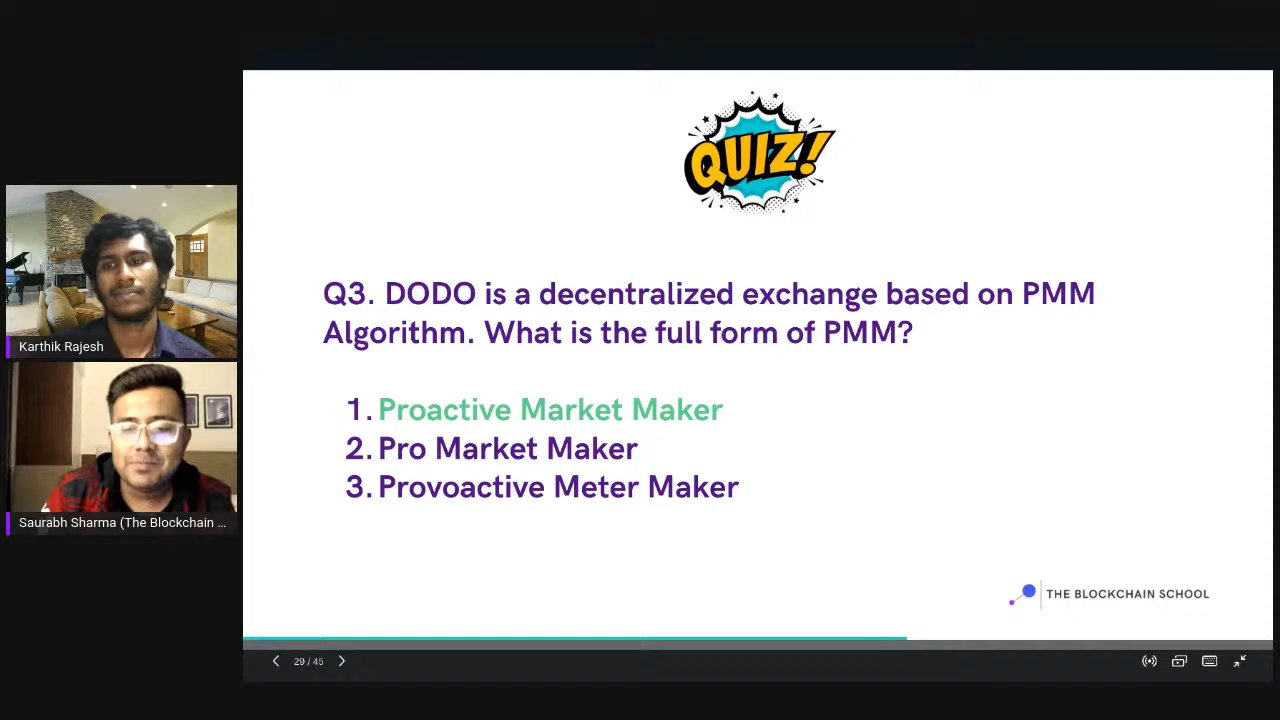 QUIZ!
Q3. DODO is a decentralized exchange based on PMM
Algorithm. What is the full form of PMM?
1. Proactive Market Maker
2. Pro Market Maker
3. Provoactive Meter Maker
Karthik Rajesh
Saurabh Sharma (The Blockchain ...
THE BLOCKCHAIN SCHOOL
29 / 45